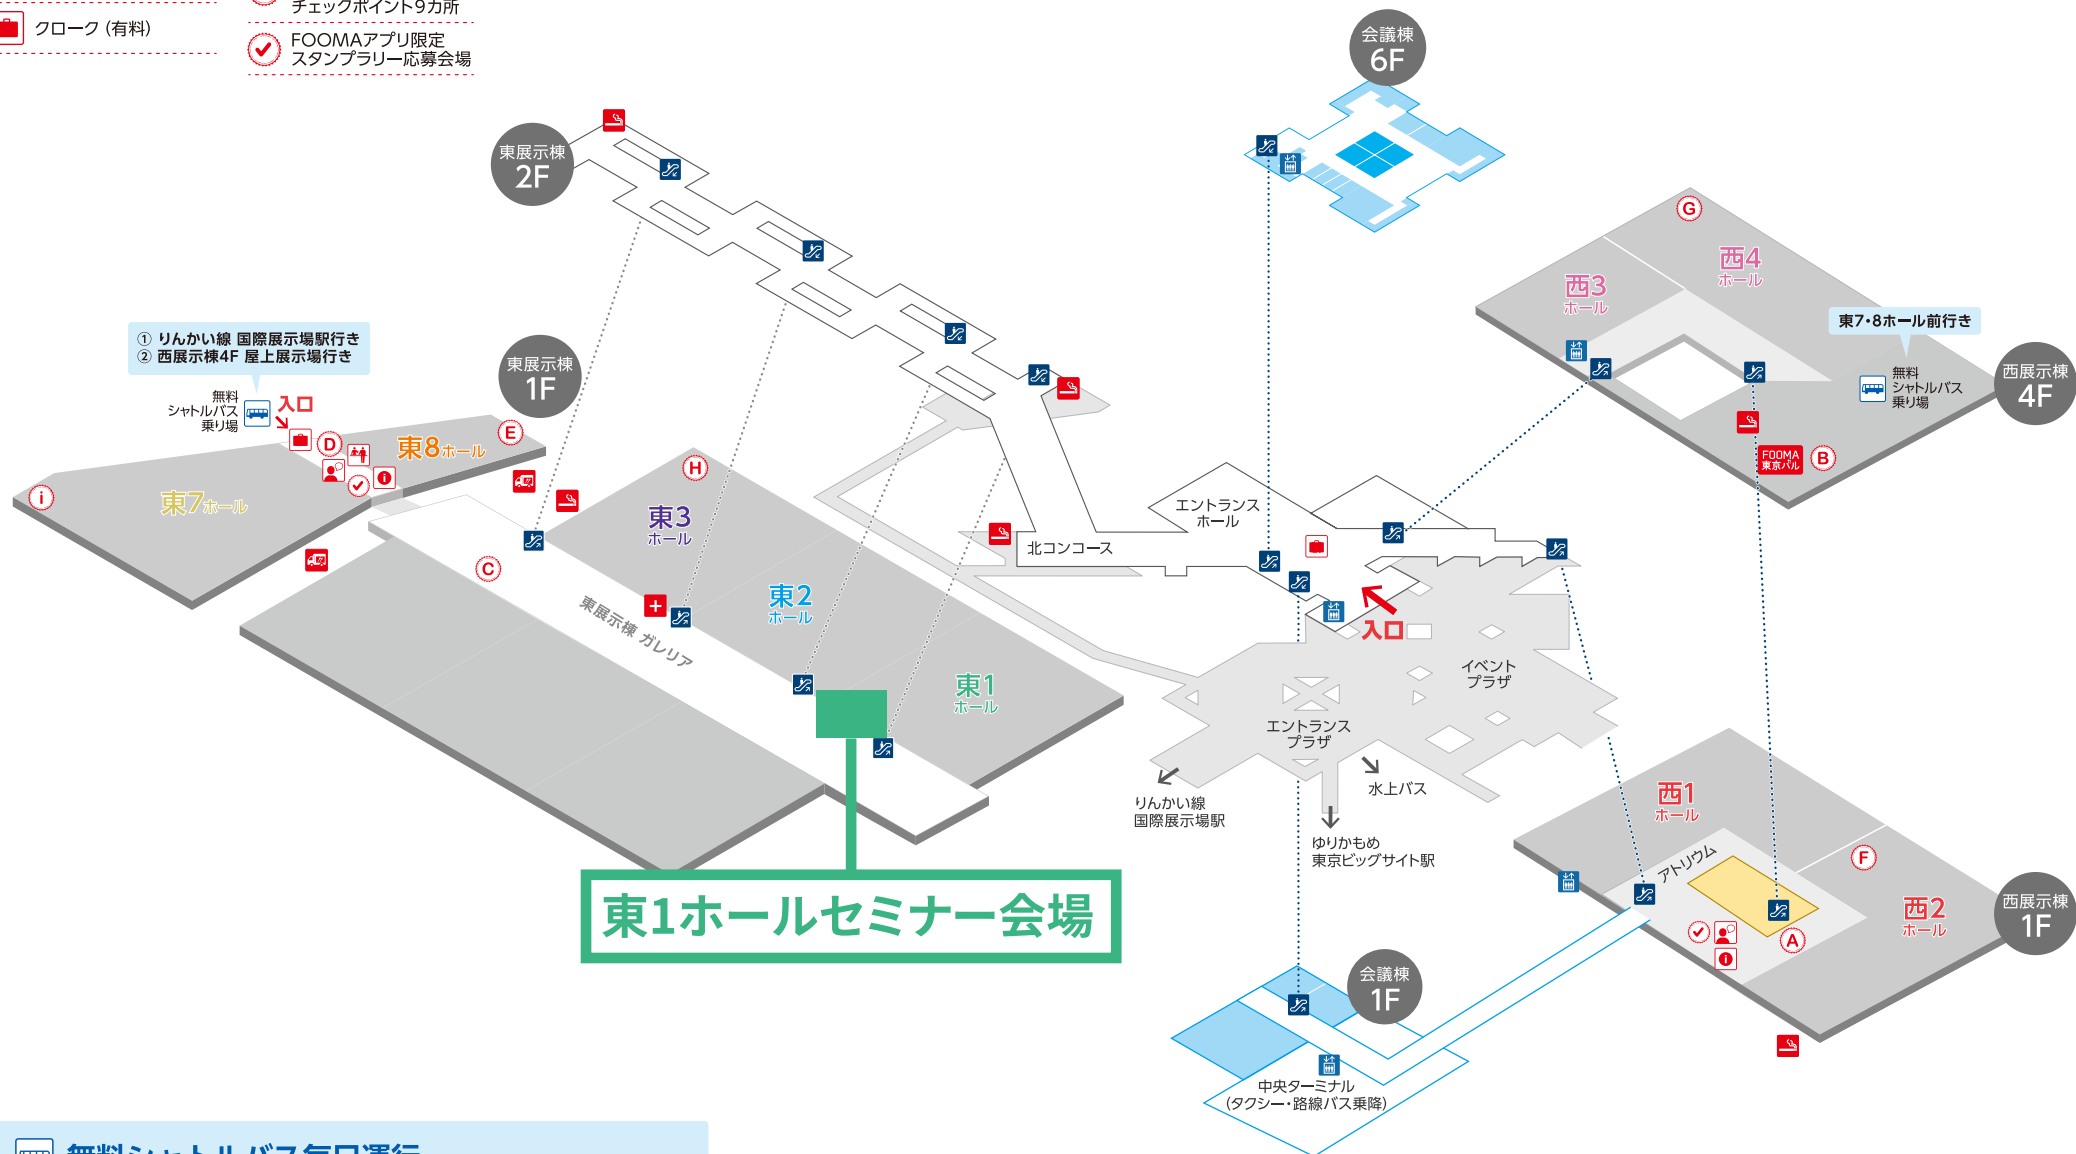 チェックポイント9カ所
クローク (有料)
FOOMAアプリ限定
スタンプラリー応募会場
会議棟
6F
東展示棟
2F
G
西4
ホール
西3
ホール
東7・8ホール前行き
① りんかい線 国際展示場駅行き
② 西展示棟4F 屋上展示場行き
東展示棟
1F
西展示棟
4F
無料
シャトルバス
乗り場
無料
シャトルバス
乗り場
入口
D
E
東8ホール
FOOMA
東京バル
B
H
i
東7ホール
エントランス
ホール
東3
ホール
北コンコース
C
東2
ホール
東展示棟 ガレリア
入口
イベント
プラザ
東1
ホール
エントランス
プラザ
水上バス
りんかい線
国際展示場駅
ゆりかもめ
東京ビッグサイト駅
西1
ホール
アトリウム
F
西2
ホール
西展示棟
1F
A
東1ホールセミナー会場
会議棟
1F
中央ターミナル
(タクシー・路線バス乗降)
無料シャトルバス毎日運行